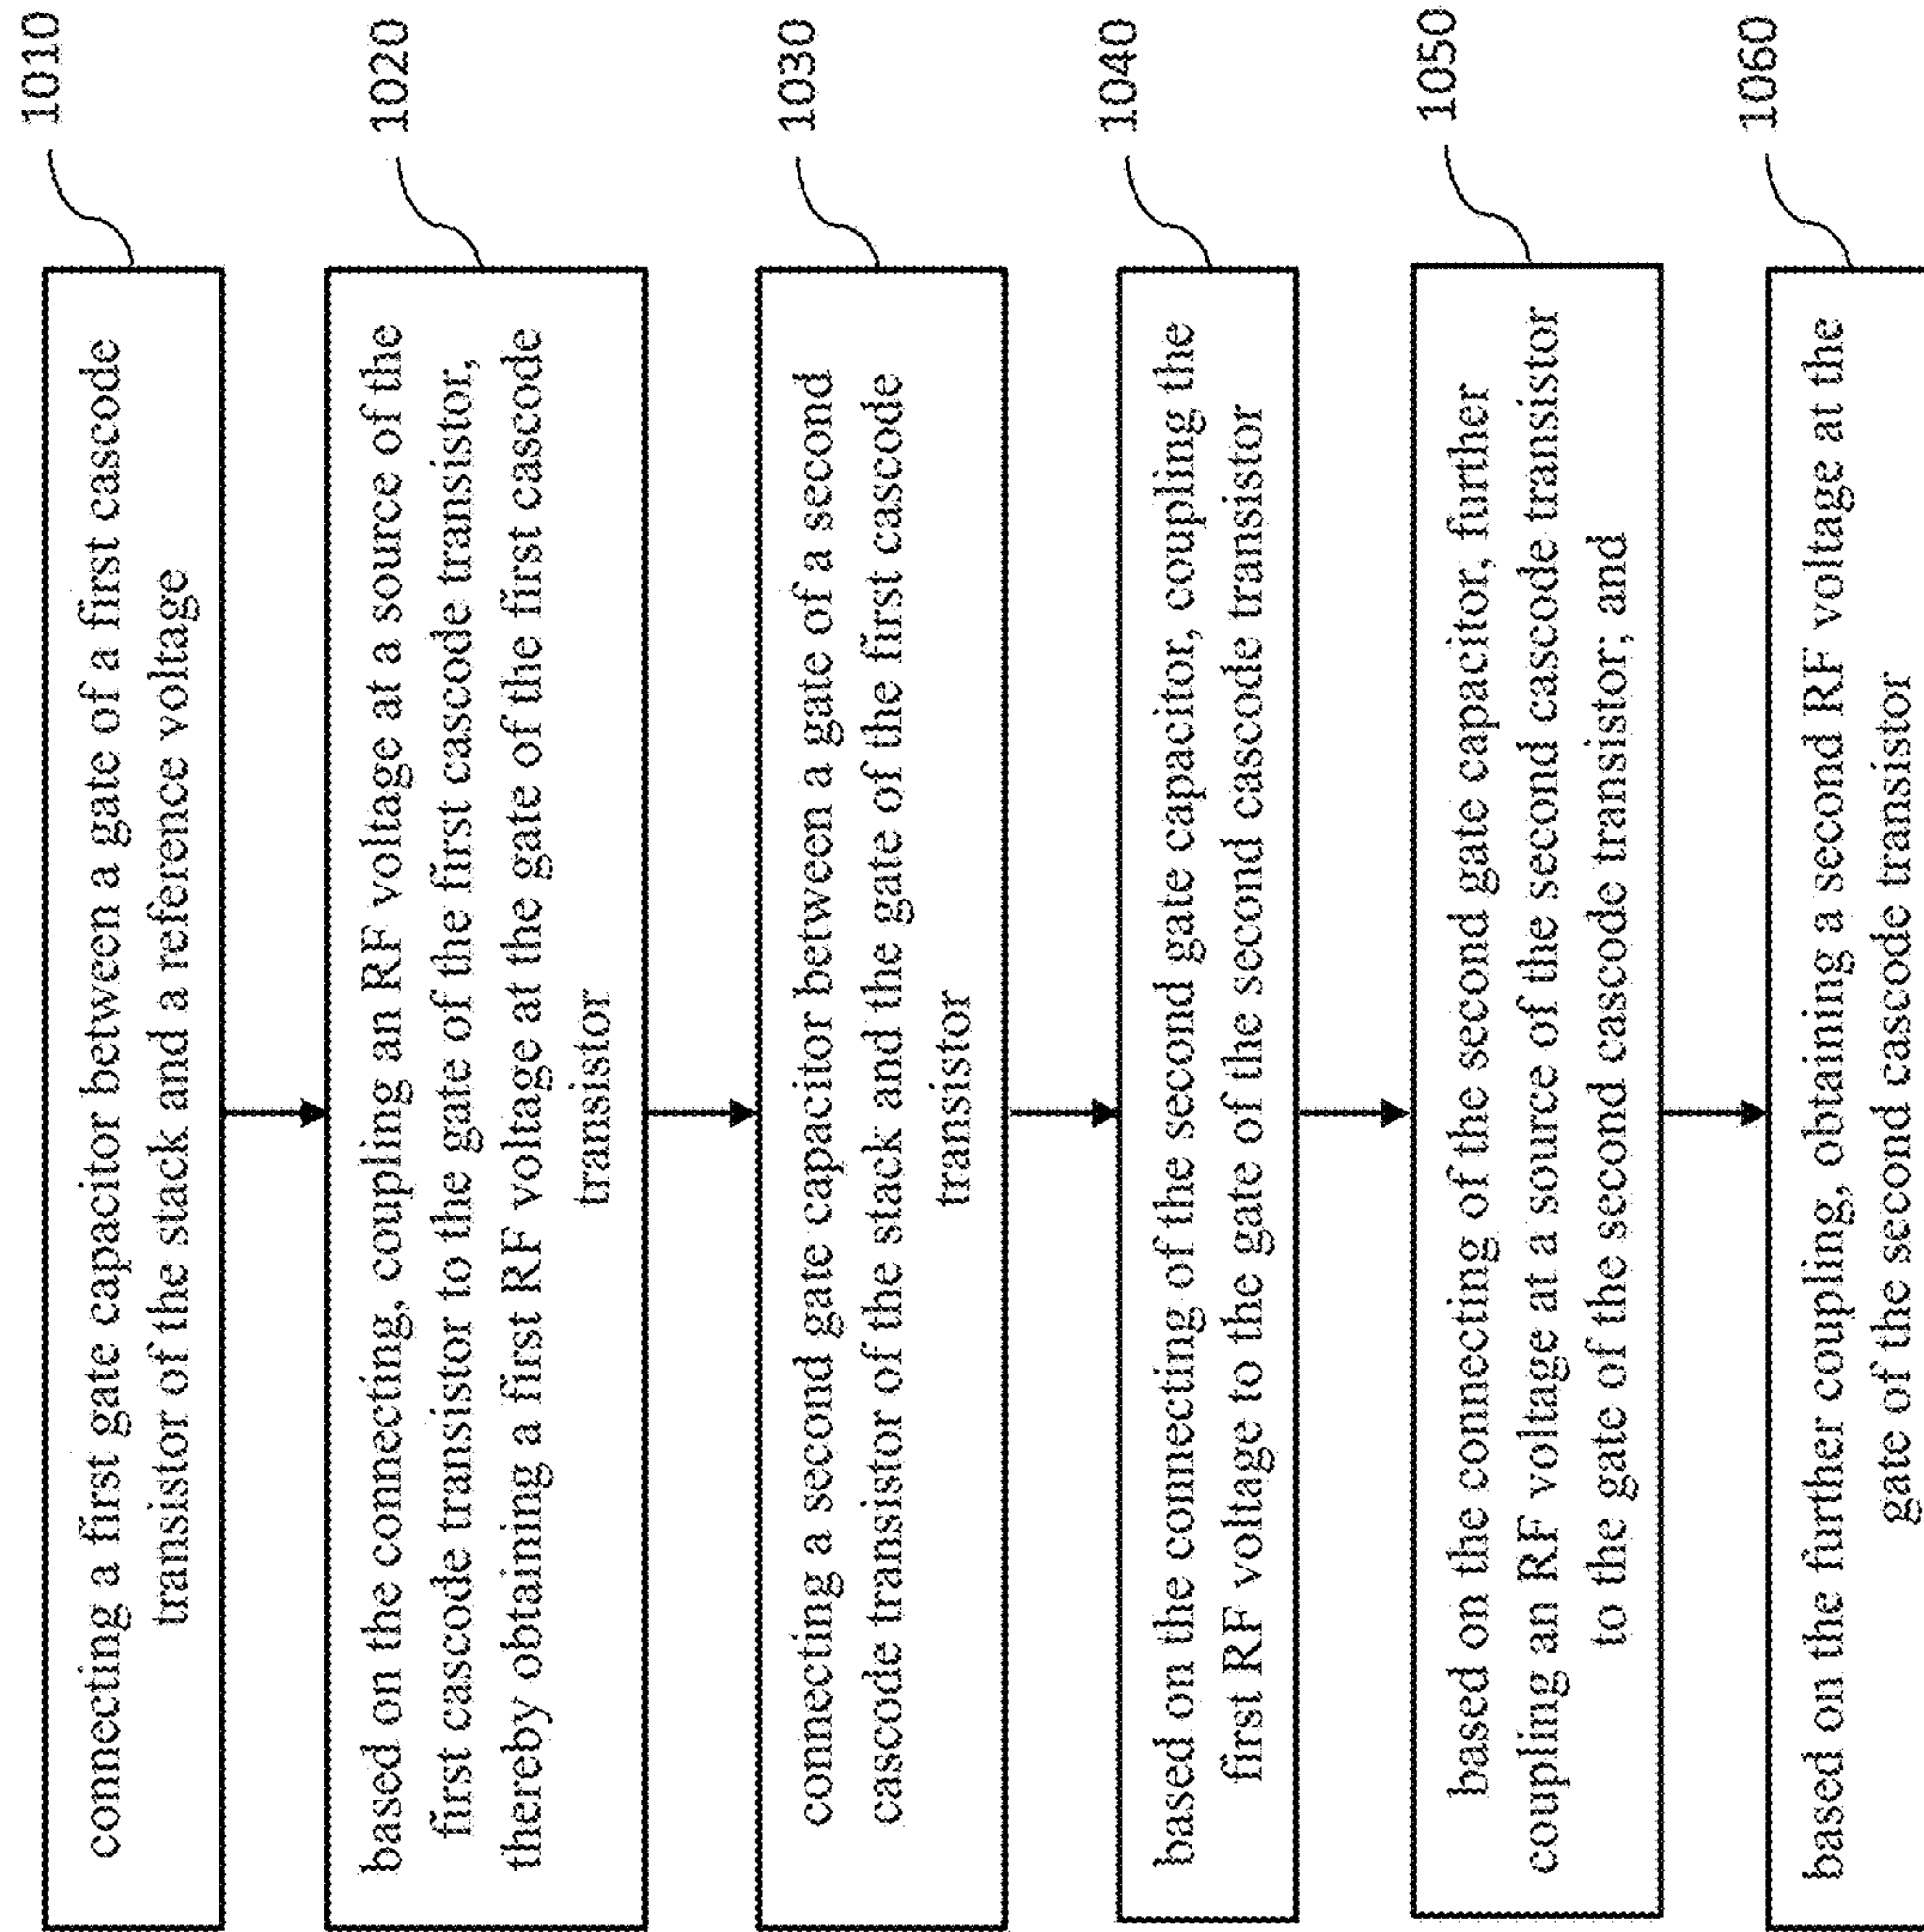 connecting a first gate capacitor between a gate of a first cascode
transistor of the stack and a reference voltage
1010
based on the connecting, coupling an RF voltage at a source of the
first cascode transistor to the gate of the first cascode transistor,
thereby obtaining a first RF voltage at the gate of the first cascode
transistor
1020
connecting a second gate capacitor between a gate of a second
cascode transistor of the stack and the gate of the first cascode
transistor
1030
based on the connecting of the second gate capacitor, coupling the
first RF voltage to the gate of the second cascode transistor
1040
based on the connecting of the second gate capacitor, further
coupling an RF voltage at a source of the second cascode transistor
to the gate of the second cascode transistor; and
1050
based on the further coupling, obtaining a second RF voltage at the
gate of the second cascode transistor
1060